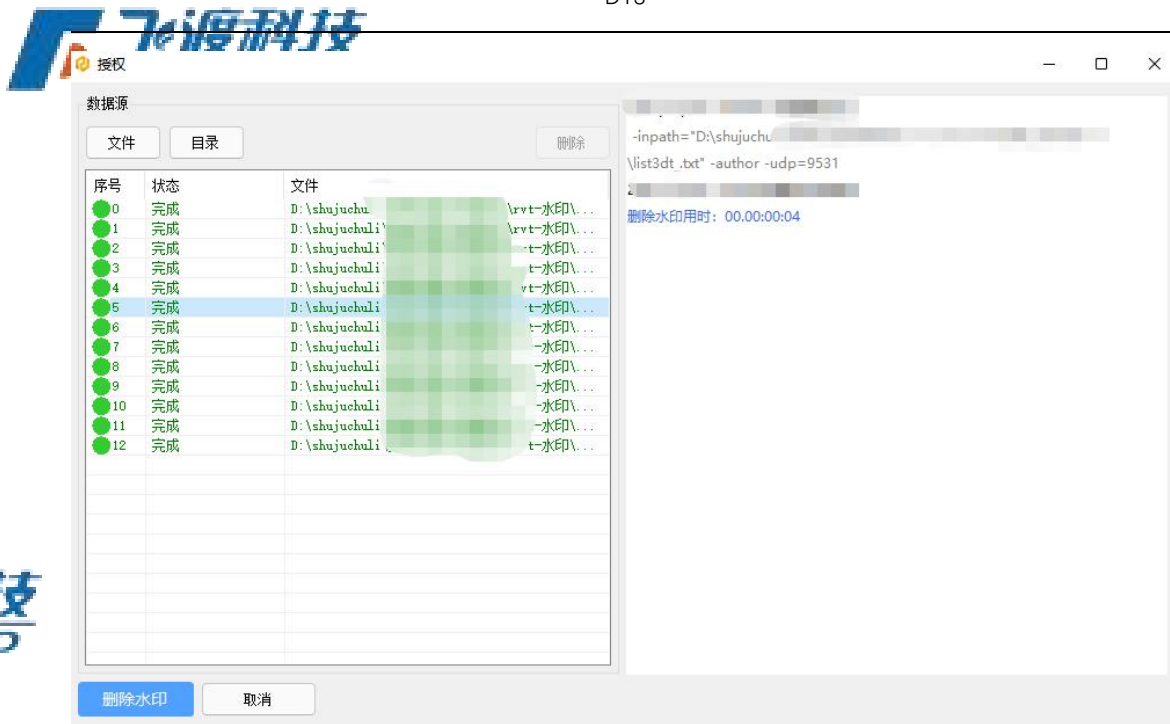 飞渡科技
授权
数据源
文件 目录 删除
序号 状态 文件
0 完成 D:\shujuchu \rvt-水印\...
1 完成 D:\shujuchuli\ \rvt-水印\...
2 完成 D:\shujuchuli\ -水印\...
3 完成 D:\shujuchuli t-水印\...
4 完成 D:\shujuchuli vt-水印\...
5 完成 D:\shujuchuli t-水印\...
6 完成 D:\shujuchuli t-水印\...
7 完成 D:\shujuchuli -水印\...
8 完成 D:\shujuchuli -水印\...
9 完成 D:\shujuchuli -水印\...
10 完成 D:\shujuchuli -水印\...
11 完成 D:\shujuchuli -水印\...
12 完成 D:\shujuchuli t-水印\...
-inpath="D:\shujuchu
\list3dt_.txt" -author -udp=9531
删除水印用时：00.00:00:04
技
删除水印 取消